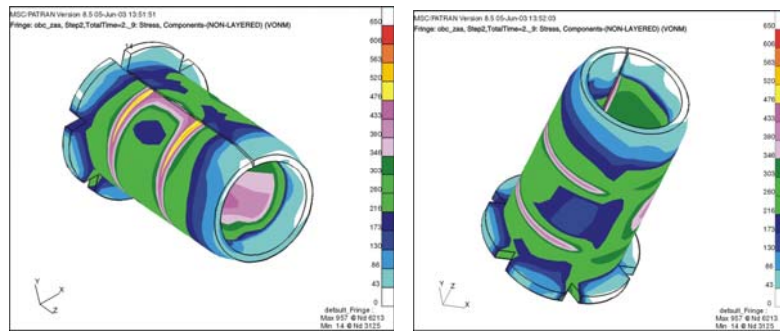 MSC/PATRAN Version 8.5 05-Jun-03 13:51:51
Fringe: obc_zas, Step2,TotalTime=2._9: Stress, Components-(NON-LAYERED) (VONM)
14
650
606
563
520
476
433
390
346
303
260
216
173
130
86
43
0
Y
X
Z
default_Fringe :
Max 957 @Nd 6213
Min 14 @Nd 3125
MSC/PATRAN Version 8.5 05-Jun-03 13:52:03
Fringe: obc_zas, Step2,TotalTime=2._9: Stress, Components-(NON-LAYERED) (VONM)
650
606
563
520
476
433
390
346
303
260
216
173
130
86
43
0
Y
Z
X
default_Fringe :
Max 957 @Nd 6213
Min 14 @Nd 3125